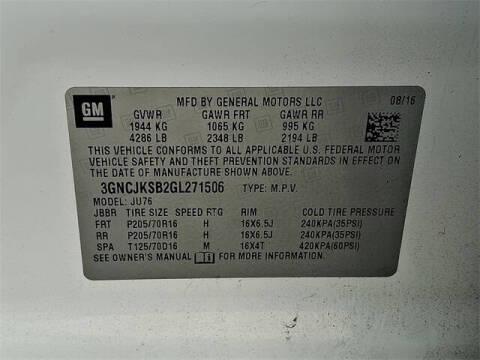 GM
MFD BY GENERAL MOTORS LLC 08/16
GVWR GAWR FRT GAWR RR
1944 KG 1065 KG 995 KG
4286 LB 2348 LB 2194 LB
THIS VEHICLE CONFORMS TO ALL APPLICABLE U.S. FEDERAL MOTOR
VEHICLE SAFETY AND THEFT PREVENTION STANDARDS IN EFFECT ON
THE DATE OF MANUFACTURE SHOWN ABOVE.
3GNCJKSB2GL271506 TYPE: M.P.V.
MODEL: JU76
JBBR TIRE SIZE SPEED RTG RIM COLD TIRE PRESSURE
FRT P205/70R16 H 16X6.5J 240KPA(35PSI)
RR P205/70R16 H 16X6.5J 240KPA(35PSI)
SPA T125/70D16 M 16X4T 420KPA(60PSI)
SEE OWNER'S MANUAL FOR MORE INFORMATION.